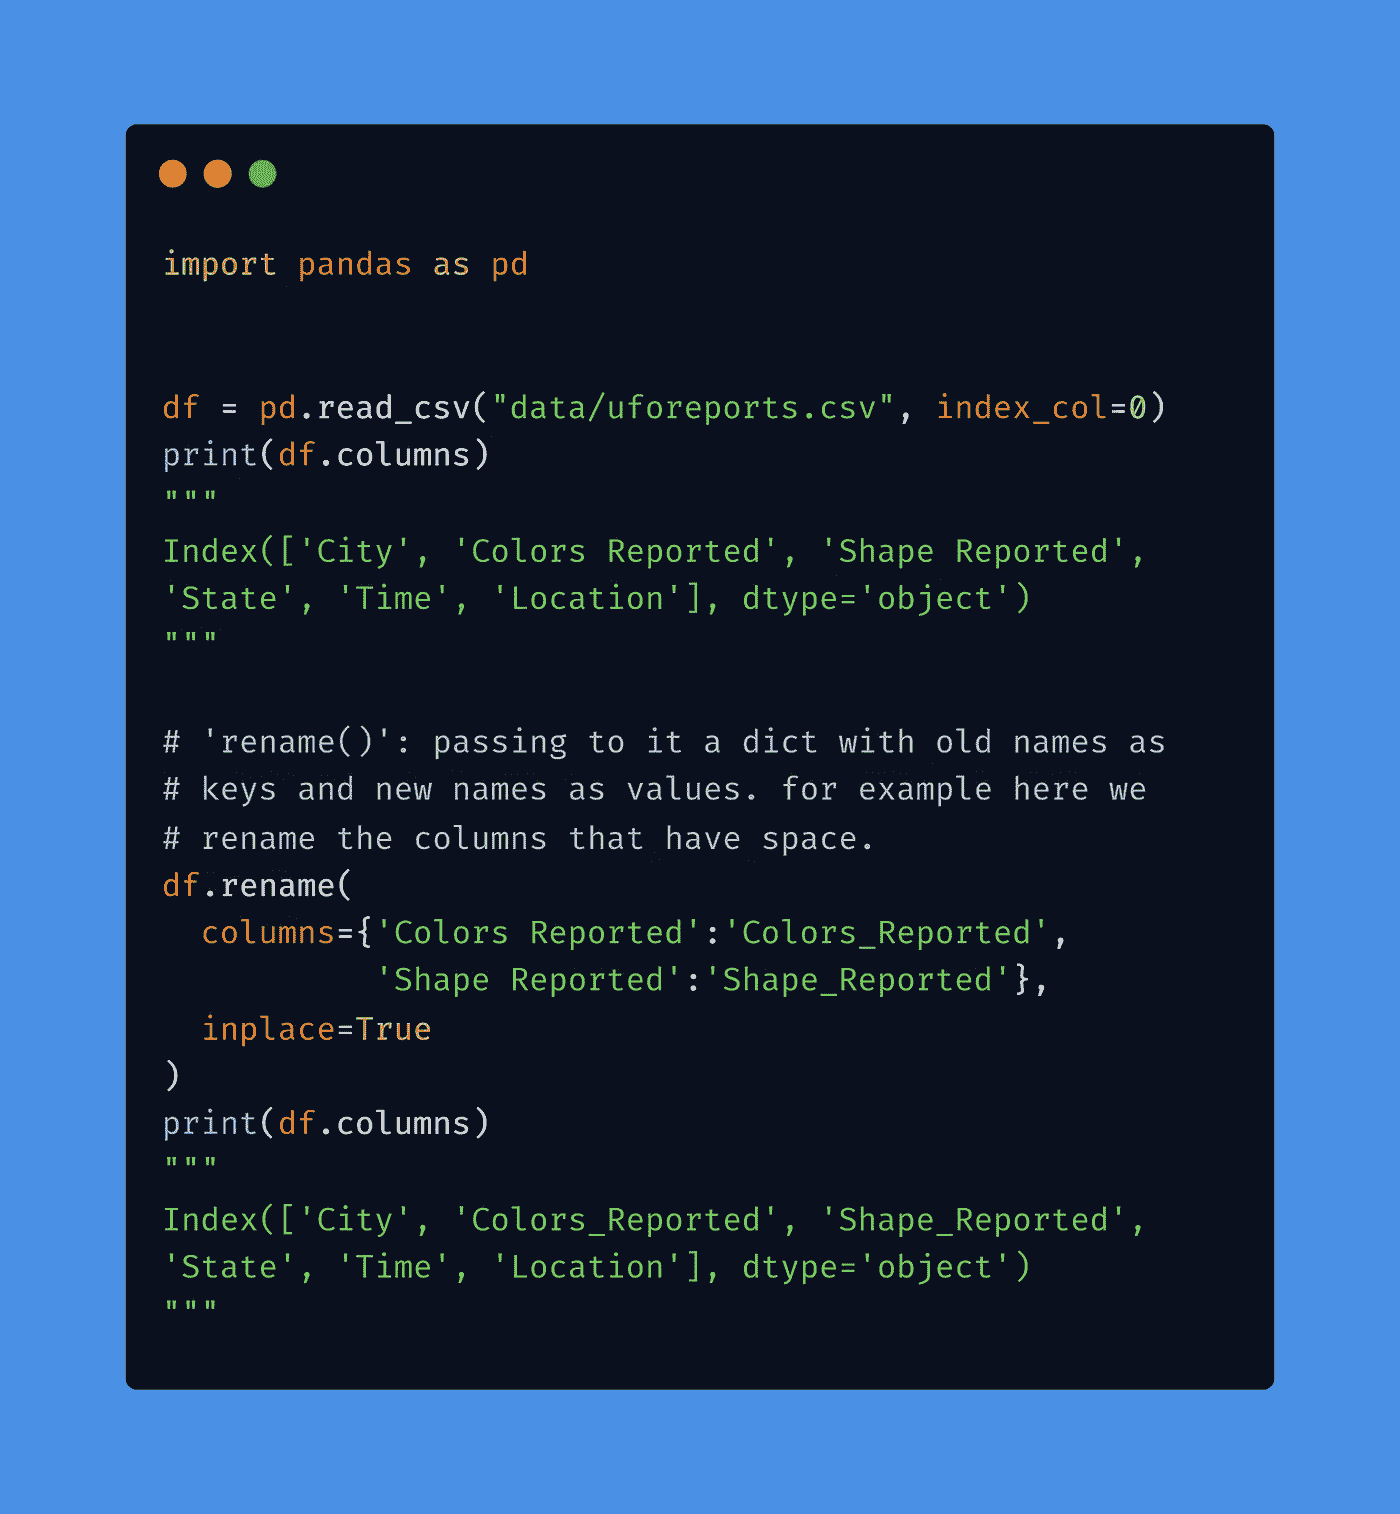 import pandas as pd
df = pd.read_csv("data/uforeports.csv", index_col=0)
print(df.columns)
"""
Index(['City', 'Colors Reported', 'Shape Reported',
'State', 'Time', 'Location'], dtype='object')
"""
# 'rename()': passing to it a dict with old names as
# keys and new names as values. for example here we
# rename the columns that have space.
df.rename(
  columns={'Colors Reported':'Colors_Reported',
           'Shape Reported':'Shape_Reported'},
  inplace=True
)
print(df.columns)
"""
Index(['City', 'Colors_Reported', 'Shape_Reported',
'State', 'Time', 'Location'], dtype='object')
"""